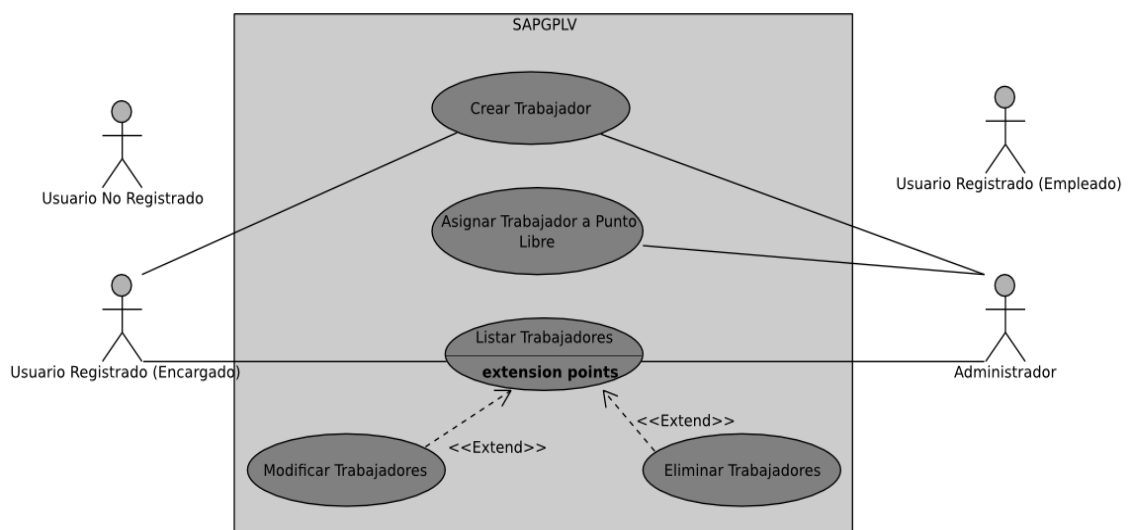 SAPGPLV
Crear Trabajador
Usuario No Registrado
Usuario Registrado (Empleado)
Asignar Trabajador a Punto
Libre
Listar Trabajadores
extension points
Usuario Registrado (Encargado)
Administrador
<<Extend>>
<<Extend>>
Modificar Trabajadores
Eliminar Trabajadores